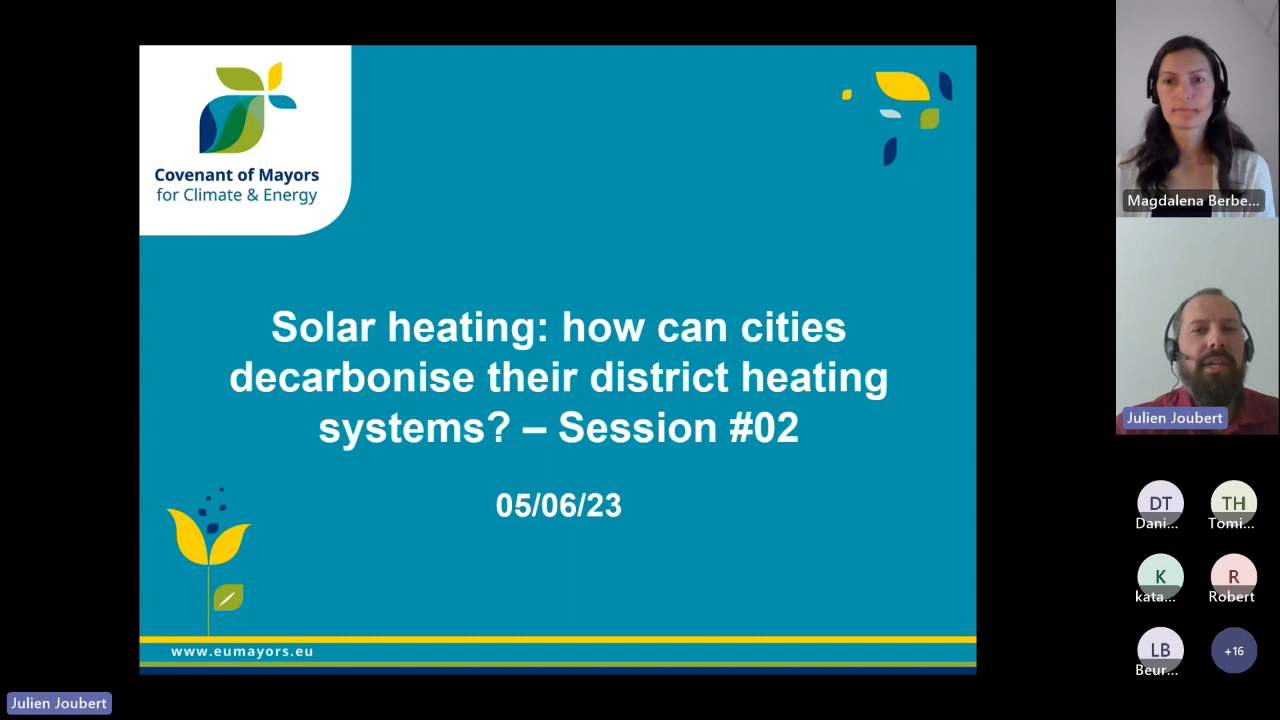 Covenant of Mayors
for Climate & Energy
Solar heating: how can cities
decarbonise their district heating
systems? – Session #02
05/06/23
www.eumayors.eu
Julien Joubert
Magdalena Berbe...
Julien Joubert
DT
TH
Dani...
Tomi...
K
R
kata...
Robert
LB
+16
Beur...